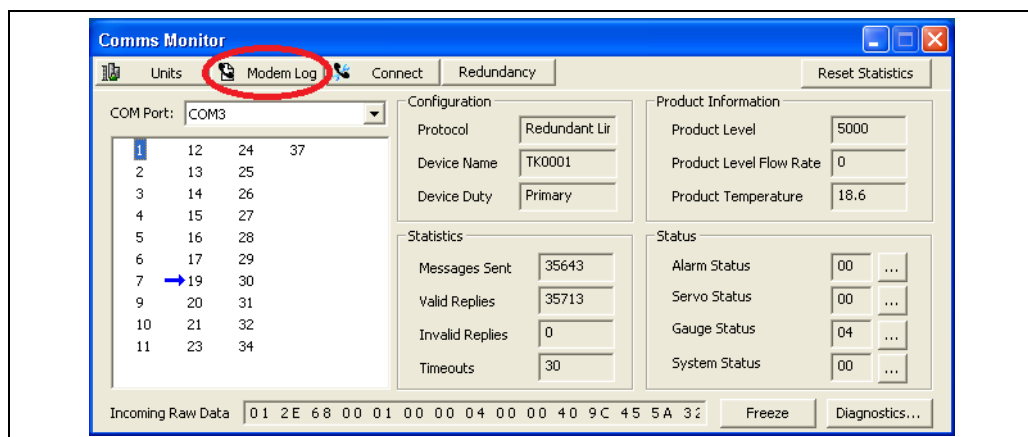 Comms Monitor
Units Modem Log Connect Redundancy Reset Statistics
COM Port: COM3
1 12 24 37
2 13 25
3 14 26
4 15 27
5 16 28
6 17 29
7 19 30
9 20 31
10 21 32
11 23 34
Configuration
Protocol Redundant Lir
Device Name TK0001
Device Duty Primary
Product Information
Product Level 5000
Product Level Flow Rate 0
Product Temperature 18.6
Statistics
Messages Sent 35643
Valid Replies 35713
Invalid Replies 0
Timeouts 30
Status
Alarm Status 00 ...
Servo Status 00 ...
Gauge Status 04 ...
System Status 00 ...
Incoming Raw Data 01 2E 68 00 01 00 00 04 00 00 40 9C 45 5A 32 Freeze Diagnostics...